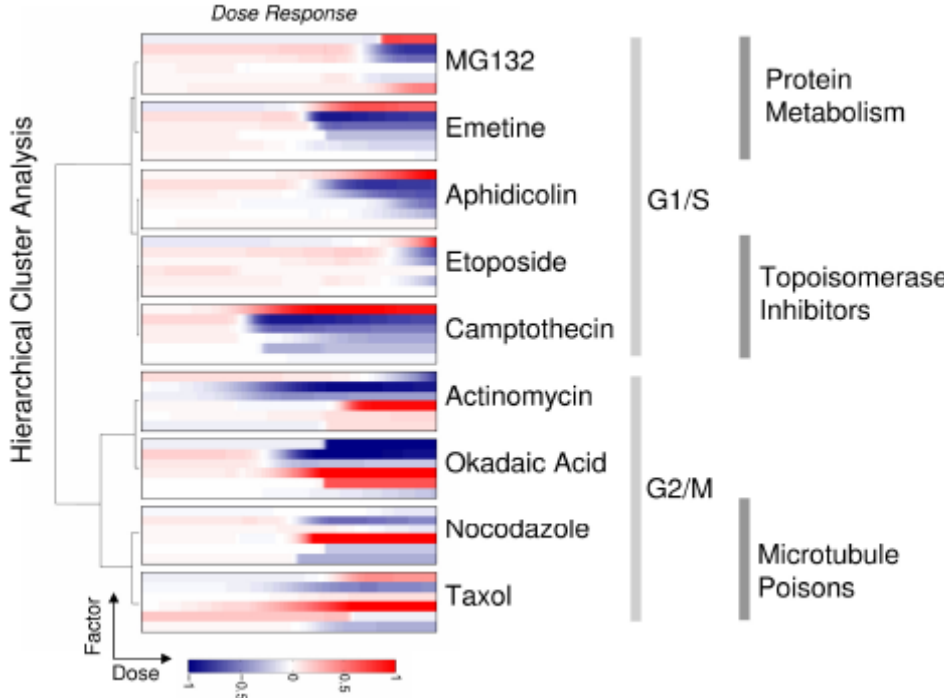 Dose Response
Hierarchical Cluster Analysis
MG132
Emetine
Aphidicolin
Etoposide
Camptothecin
Actinomycin
Okadaic Acid
Nocodazole
Taxol
G1/S
G2/M
Protein
Metabolism
Topoisomerase
Inhibitors
Microtubule
Poisons
Factor
Dose
-1
-0.5
0
0.5
1